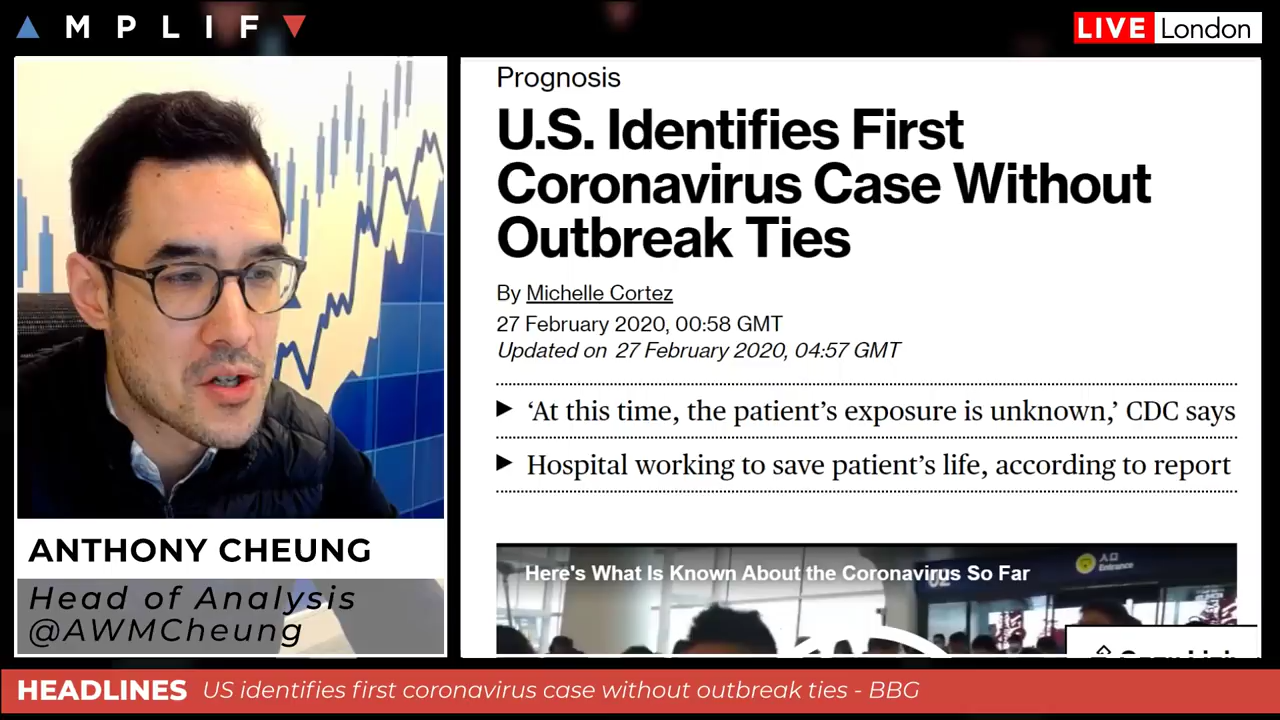 ▲ M P L I F ▼
LIVE London
Prognosis
U.S. Identifies First
Coronavirus Case Without
Outbreak Ties
By Michelle Cortez
27 February 2020, 00:58 GMT
Updated on 27 February 2020, 04:57 GMT
‘At this time, the patient’s exposure is unknown,’ CDC says
Hospital working to save patient’s life, according to report
Here's What Is Known About the Coronavirus So Far
入口
Entrance
ANTHONY CHEUNG
Head of Analysis
@AWMCheung
HEADLINES US identifies first coronavirus case without outbreak ties - BBG